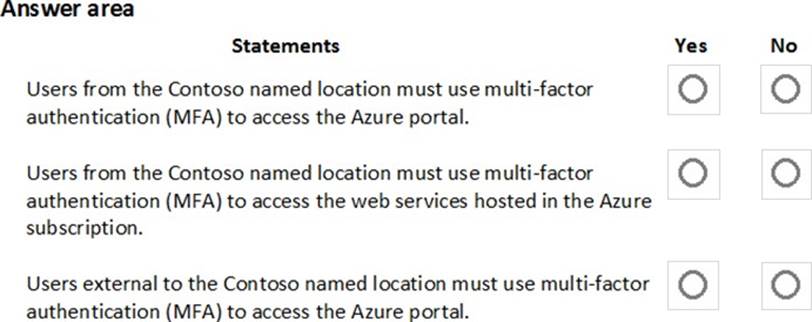 Answer area
Statements Yes No
Users from the Contoso named location must use multi-factor
authentication (MFA) to access the Azure portal.
Users from the Contoso named location must use multi-factor
authentication (MFA) to access the web services hosted in the Azure
subscription.
Users external to the Contoso named location must use multi-factor
authentication (MFA) to access the Azure portal.